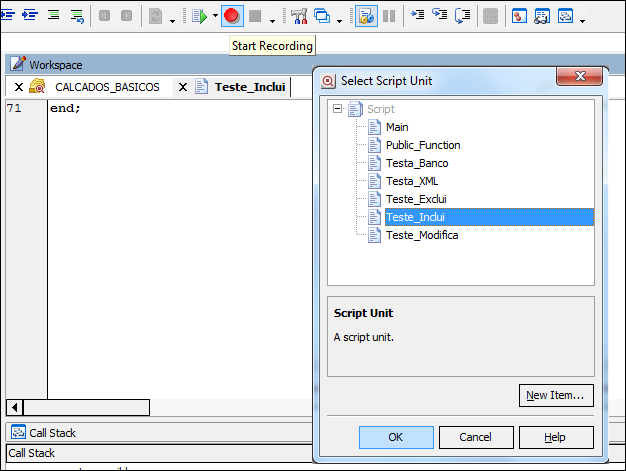 Start Recording
Workspace
CALCADOS_BASICOS
Teste_Inclui
71
end;
Select Script Unit
Script
Main
Public_Function
Testa_Banco
Testa_XML
Teste_Exclui
Teste_Inclui
Teste_Modifica
Script Unit
A script unit.
New Item...
OK
Cancel
Help
Call Stack
Call Stack